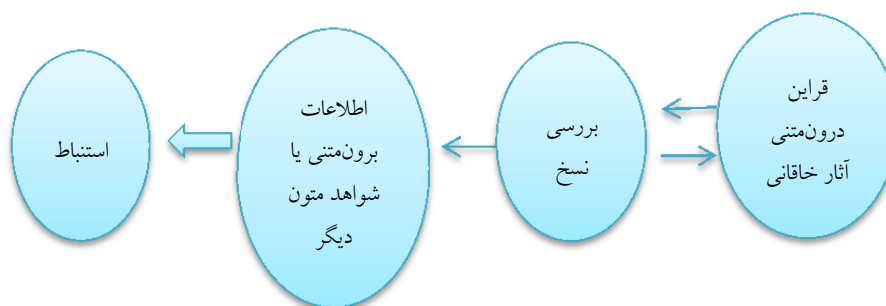 قراین
درون‌متنی
آثار خاقانی
بررسی
نسخ
اطلاعات
برون‌متنی یا
شواهد متون
دیگر
استنباط